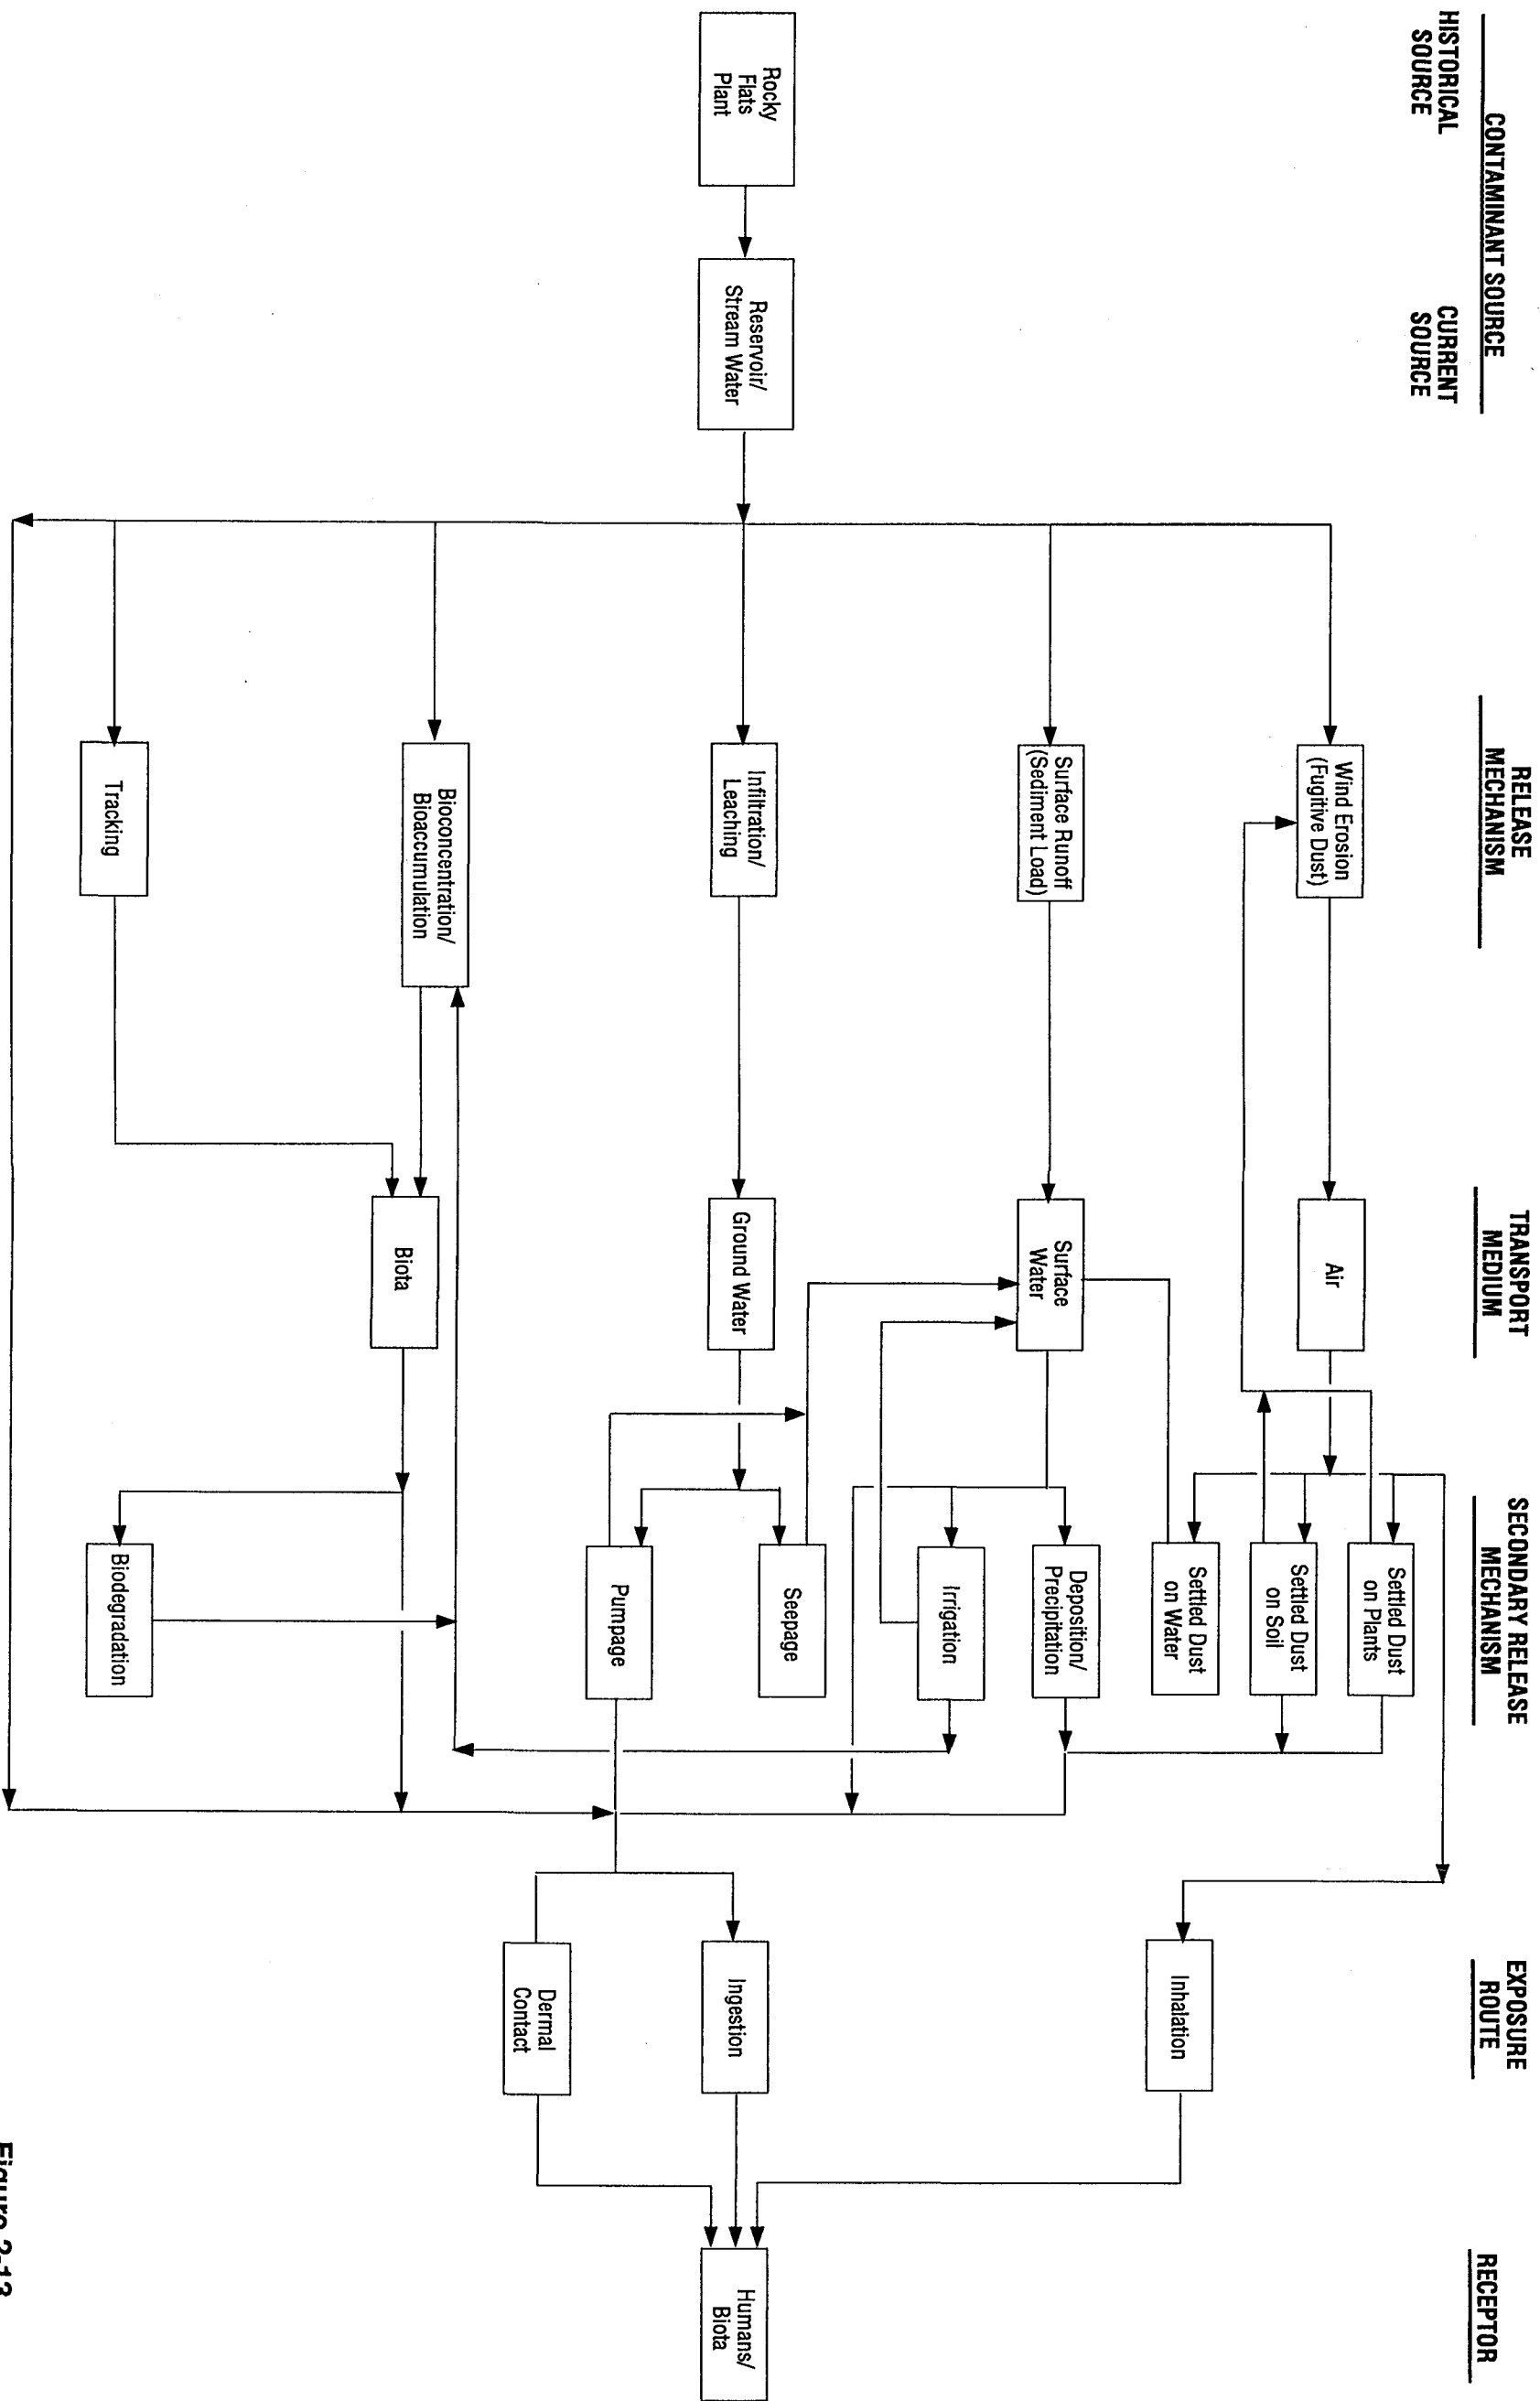 CONTAMINANT SOURCE
HISTORICAL
SOURCE
CURRENT
SOURCE
RELEASE
MECHANISM
TRANSPORT
MEDIUM
SECONDARY RELEASE
MECHANISM
EXPOSURE
ROUTE
RECEPTOR
Rocky
Flats
Plant
Reservoir/
Stream Water
Wind Erosion
(Fugitive Dust)
Surface Runoff
(Sediment Load)
Infiltration/
Leaching
Bioconcentration/
Bioaccumulation
Tracking
Air
Surface
Water
Ground Water
Biota
Settled Dust
on Plants
Settled Dust
on Soil
Settled Dust
on Water
Deposition/
Precipitation
Irrigation
Seepage
Pumpage
Biodegradation
Inhalation
Ingestion
Dermal
Contact
Humans/
Biota
Figure 2-13